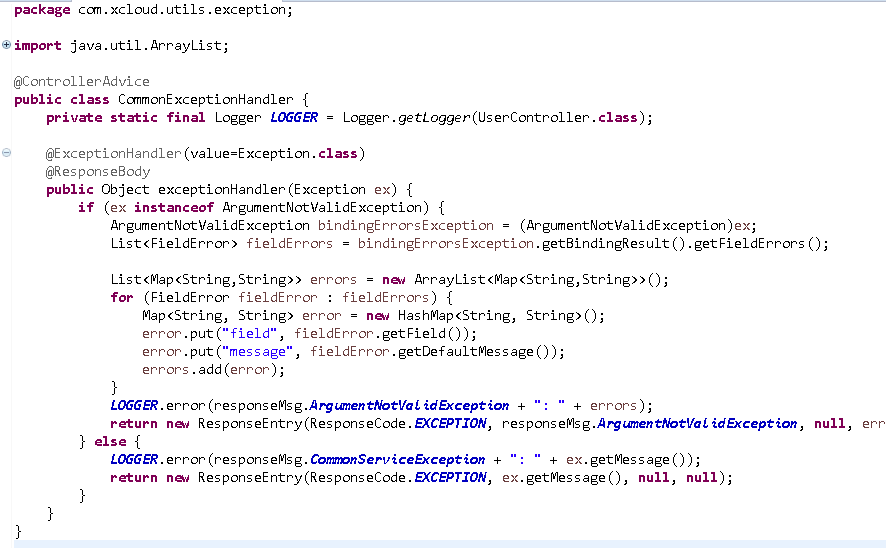 package com.xcloud.utils.exception;
import java.util.ArrayList;
@ControllerAdvice
public class CommonExceptionHandler {
    private static final Logger LOGGER = Logger.getLogger(UserController.class);
    @ExceptionHandler(value=Exception.class)
    @ResponseBody
    public Object exceptionHandler(Exception ex) {
        if (ex instanceof ArgumentNotValidException) {
            ArgumentNotValidException bindingErrorsException = (ArgumentNotValidException)ex;
            List<FieldError> fieldErrors = bindingErrorsException.getBindingResult().getFieldErrors();
            List<Map<String,String>> errors = new ArrayList<Map<String,String>>();
            for (FieldError fieldError : fieldErrors) {
                Map<String, String> error = new HashMap<String, String>();
                error.put("field", fieldError.getField());
                error.put("message", fieldError.getDefaultMessage());
                errors.add(error);
            }
            LOGGER.error(responseMsg.ArgumentNotValidException + ": " + errors);
            return new ResponseEntry(ResponseCode.EXCEPTION, responseMsg.ArgumentNotValidException, null, err
        } else {
            LOGGER.error(responseMsg.CommonServiceException + ": " + ex.getMessage());
            return new ResponseEntry(ResponseCode.EXCEPTION, ex.getMessage(), null, null);
        }
    }
}